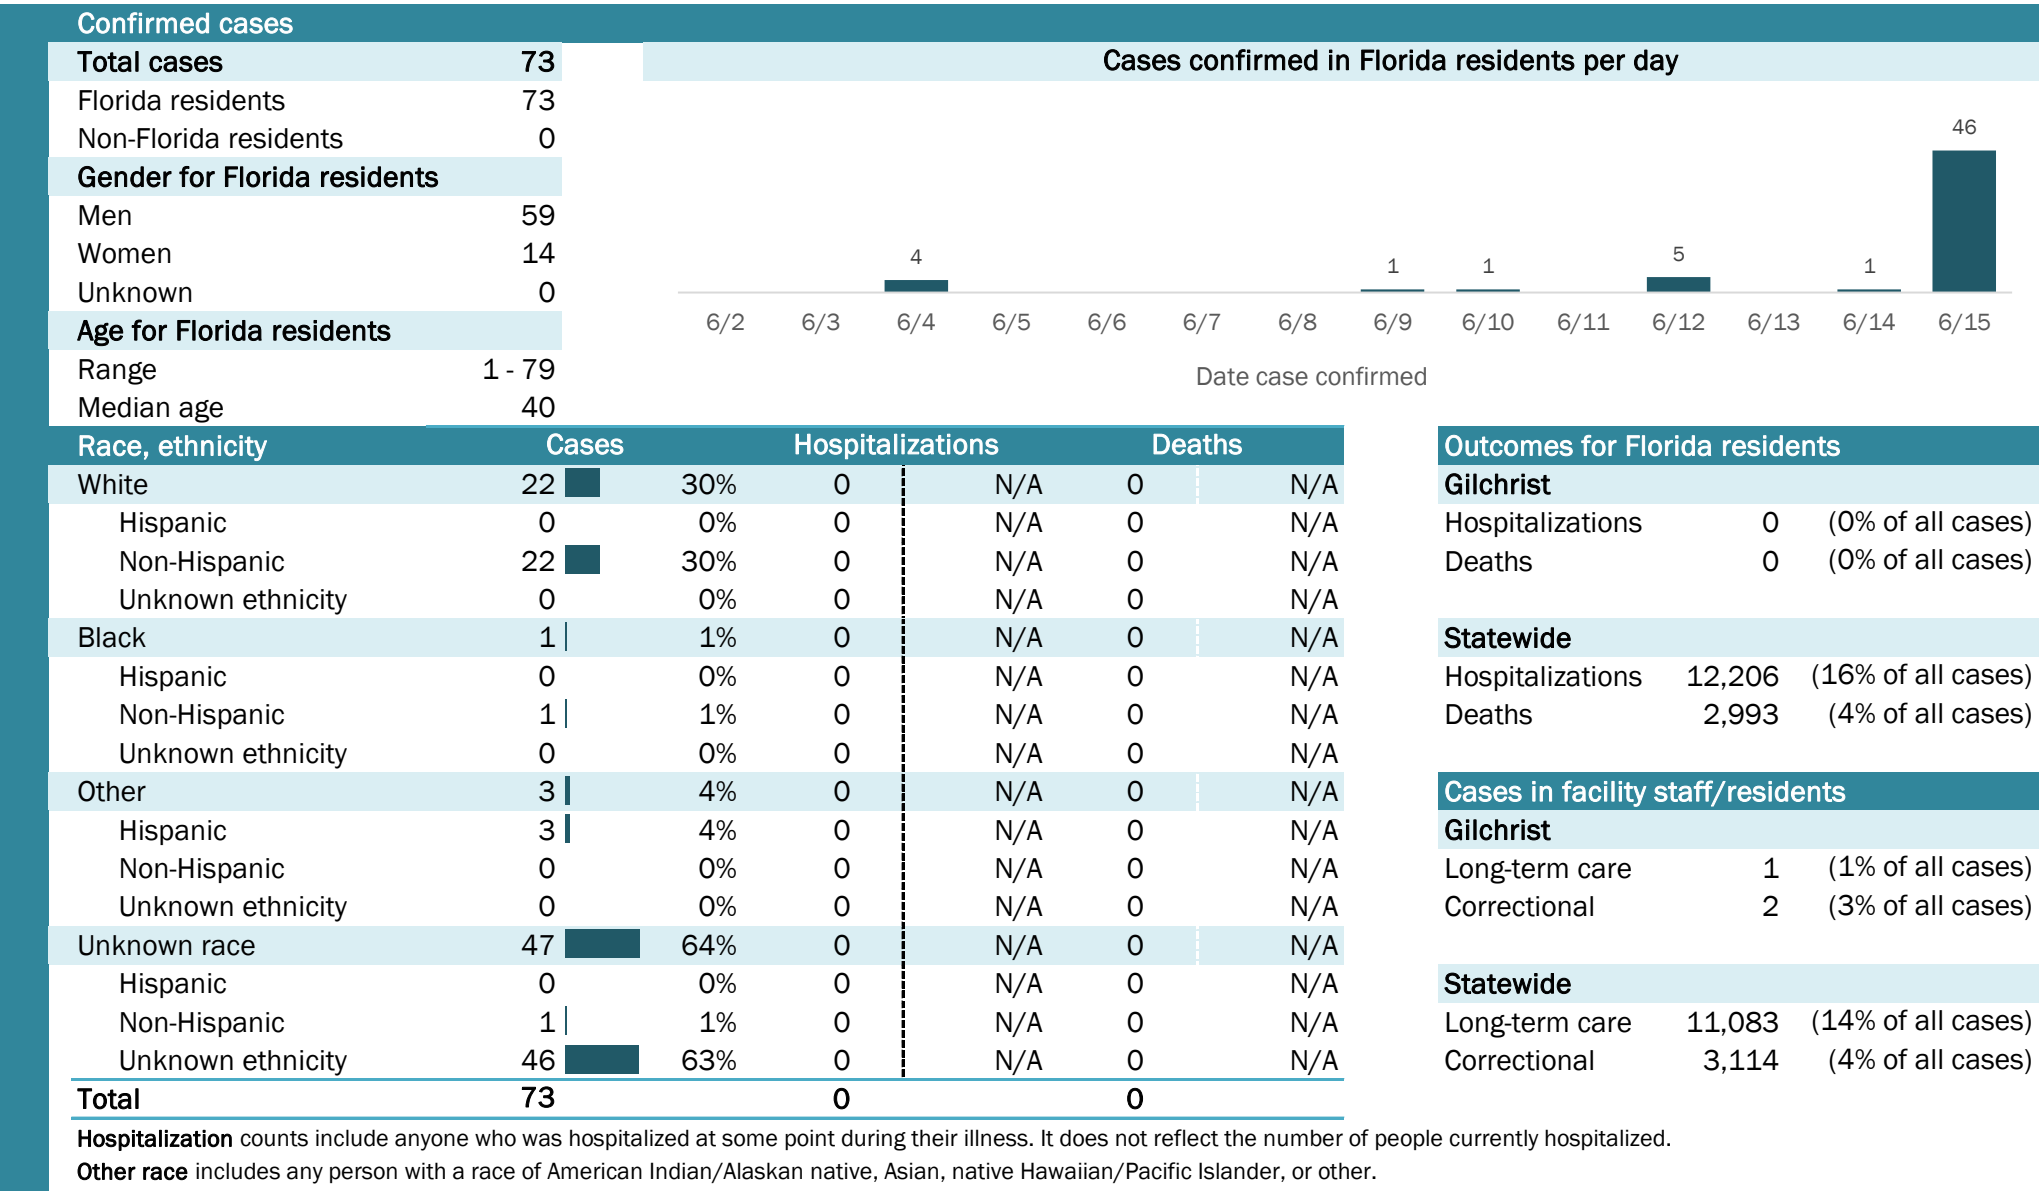 Confirmed cases
Total cases 73
Florida residents 73
Non-Florida residents 0
Gender for Florida residents
Men 59
Women 14
Unknown 0
Age for Florida residents
Range 1 - 79
Median age 40
Cases confirmed in Florida residents per day
46
4 1 1 5 1
6/2 6/3 6/4 6/5 6/6 6/7 6/8 6/9 6/10 6/11 6/12 6/13 6/14 6/15
Date case confirmed
Race, ethnicity Cases Hospitalizations Deaths
White 22 30% 0 N/A 0 N/A
Hispanic 0 0% 0 N/A 0 N/A
Non-Hispanic 22 30% 0 N/A 0 N/A
Unknown ethnicity 0 0% 0 N/A 0 N/A
Black 1 1% 0 N/A 0 N/A
Hispanic 0 0% 0 N/A 0 N/A
Non-Hispanic 1 1% 0 N/A 0 N/A
Unknown ethnicity 0 0% 0 N/A 0 N/A
Other 3 4% 0 N/A 0 N/A
Hispanic 3 4% 0 N/A 0 N/A
Non-Hispanic 0 0% 0 N/A 0 N/A
Unknown ethnicity 0 0% 0 N/A 0 N/A
Unknown race 47 64% 0 N/A 0 N/A
Hispanic 0 0% 0 N/A 0 N/A
Non-Hispanic 1 1% 0 N/A 0 N/A
Unknown ethnicity 46 63% 0 N/A 0 N/A
Total 73 0 0
Outcomes for Florida residents
Gilchrist
Hospitalizations 0 (0% of all cases)
Deaths 0 (0% of all cases)
Statewide
Hospitalizations 12,206 (16% of all cases)
Deaths 2,993 (4% of all cases)
Cases in facility staff/residents
Gilchrist
Long-term care 1 (1% of all cases)
Correctional 2 (3% of all cases)
Statewide
Long-term care 11,083 (14% of all cases)
Correctional 3,114 (4% of all cases)
Hospitalization counts include anyone who was hospitalized at some point during their illness. It does not reflect the number of people currently hospitalized.
Other race includes any person with a race of American Indian/Alaskan native, Asian, native Hawaiian/Pacific Islander, or other.